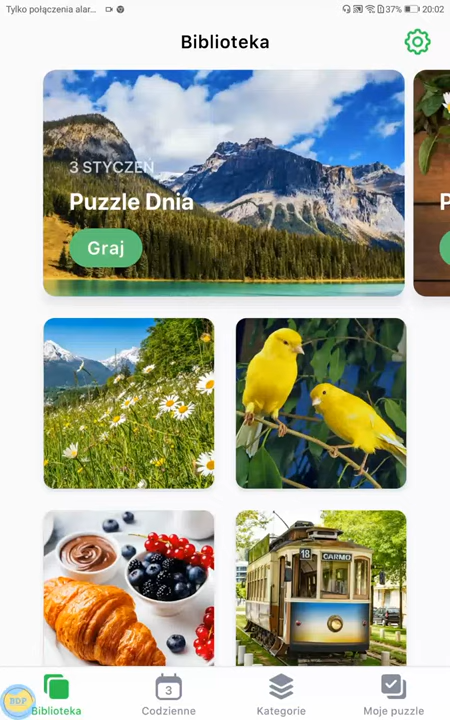 Tylko połączenia alar...
37% 20:02
Biblioteka
3 STYCZEŃ
Puzzle Dnia
Graj
P
18 CARMO
BDP
Biblioteka
3
Codzienne
Kategorie
Moje puzzle